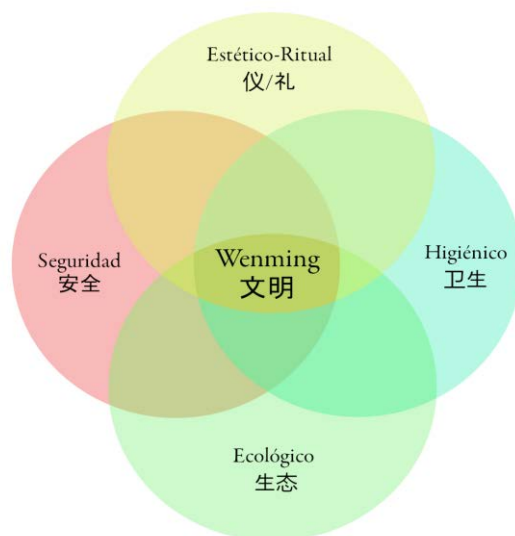 Estético-Ritual
仪/礼
Seguridad
安全
Wenming
文明
Higiénico
卫生
Ecológico
生态